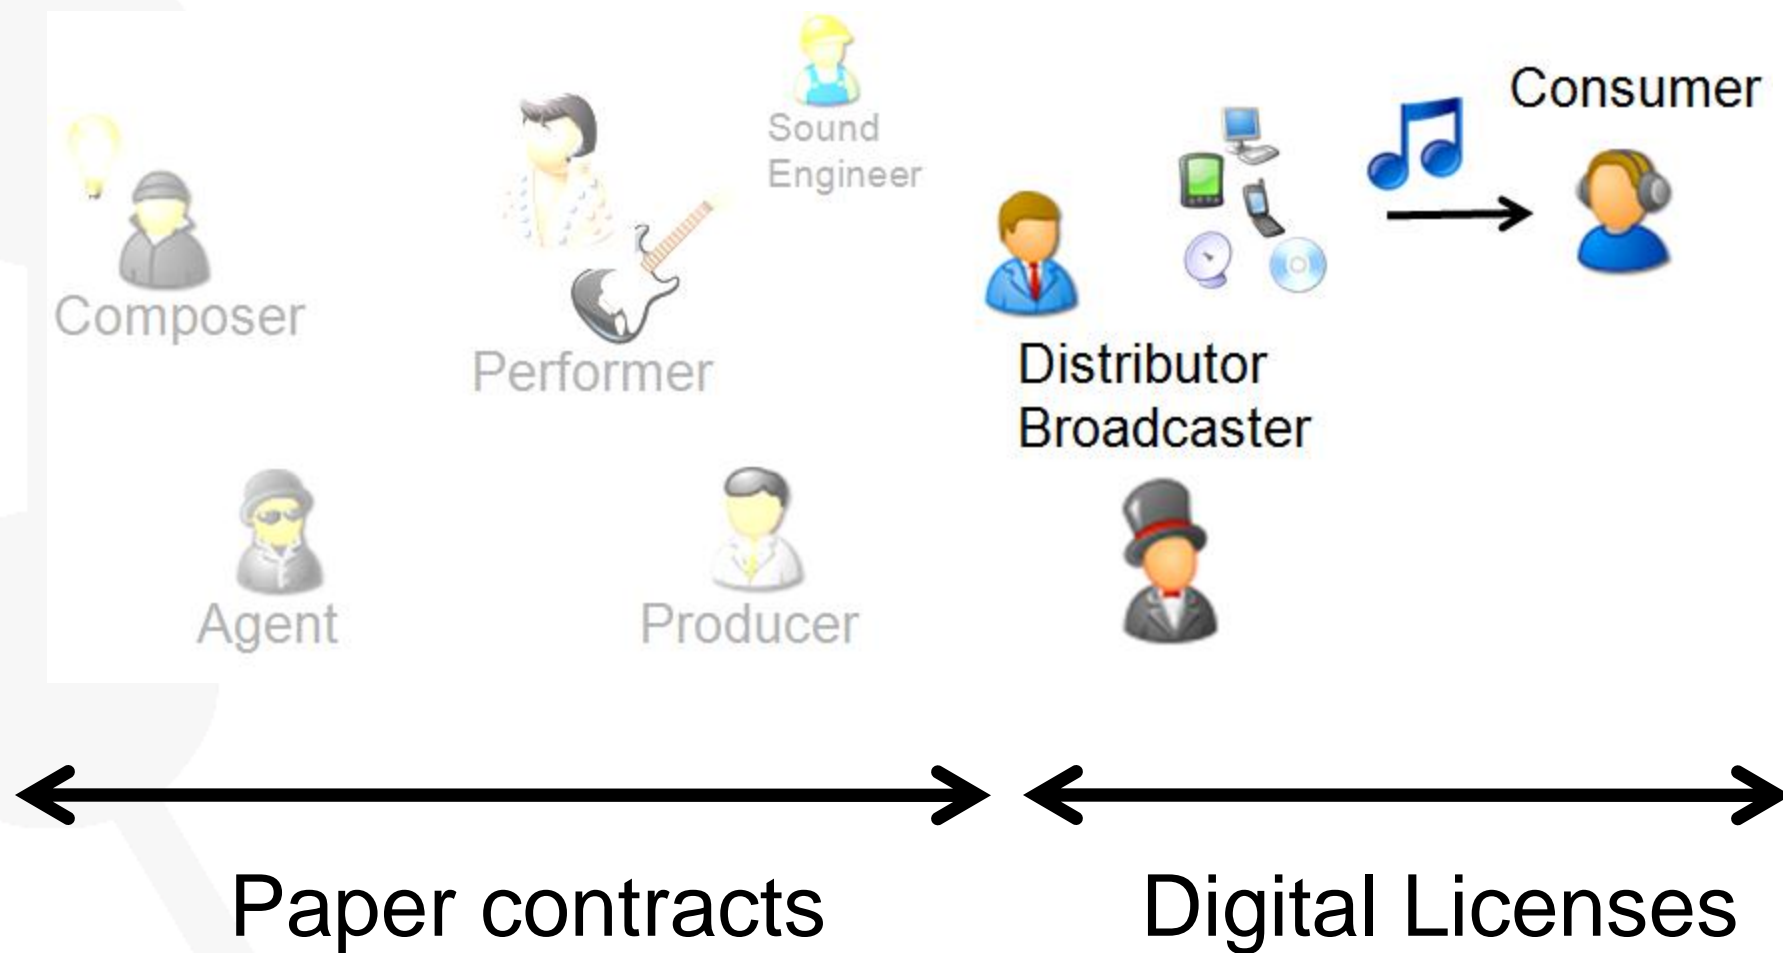 Consumer
Sound
Engineer
Composer
Performer
Distributor
Broadcaster
Agent
Producer
Paper contracts
Digital Licenses